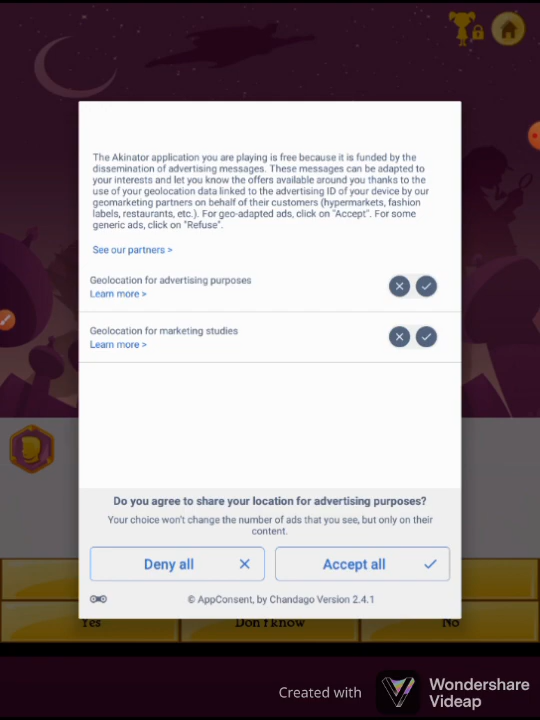 The Akinator application you are playing is free because it is funded by the
dissemination of advertising messages. These messages can be adapted to
your interests and let you know the offers available around you thanks to the
use of your geolocation data linked to the advertising ID of your device by our
geomarketing partners on behalf of their customers (hypermarkets, fashion
labels, restaurants, etc.). For geo-adapted ads, click on "Accept". For some
generic ads, click on "Refuse".
See our partners >
Geolocation for advertising purposes
Learn more >
Geolocation for marketing studies
Learn more >
Do you agree to share your location for advertising purposes?
Your choice won't change the number of ads that you see, but only on their
content.
Deny all
Accept all
© AppConsent, by Chandago Version 2.4.1
Yes
Don't know
No
Created with
Wondershare
Videap